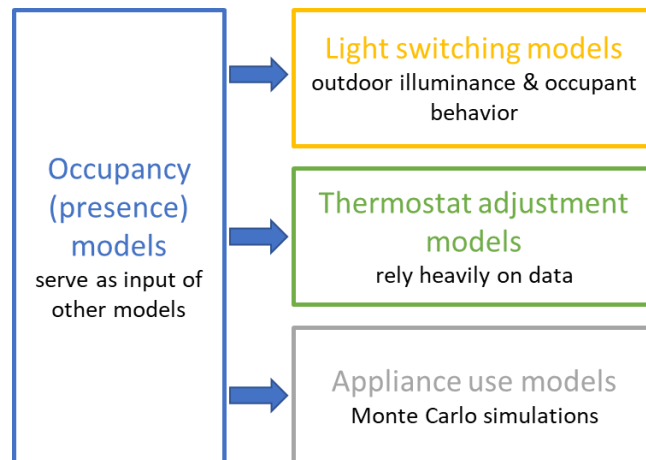 Occupancy
(presence)
models
serve as input of
other models
Light switching models
outdoor illuminance & occupant
behavior
Thermostat adjustment
models
rely heavily on data
Appliance use models
Monte Carlo simulations